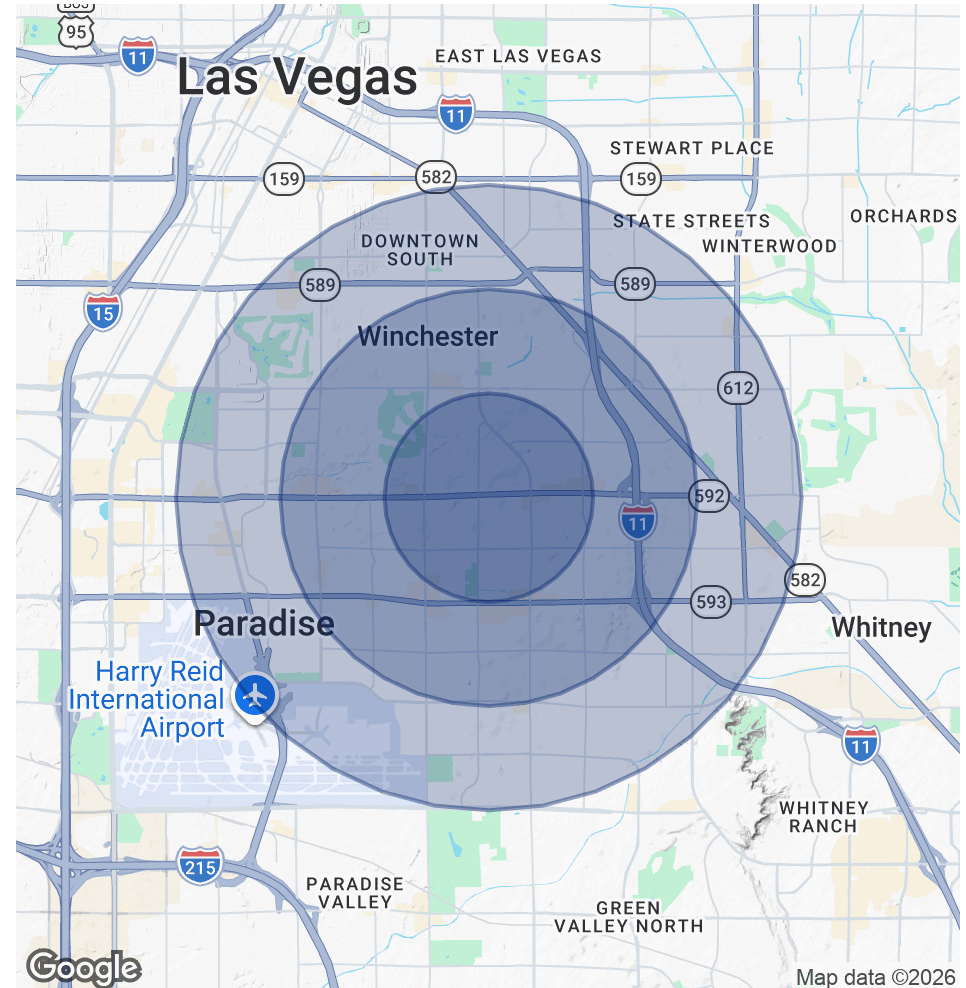 BUS
95
11
EAST LAS VEGAS
Las Vegas
11
STEWART PLACE
159
582
159
STATE STREETS
ORCHARDS
DOWNTOWN
SOUTH
WINTERWOOD
589
589
15
Winchester
612
592
11
582
593
Paradise
Whitney
Harry Reid
International
Airport
11
WHITNEY
RANCH
215
PARADISE
VALLEY
GREEN
VALLEY NORTH
Google
Map data ©2026